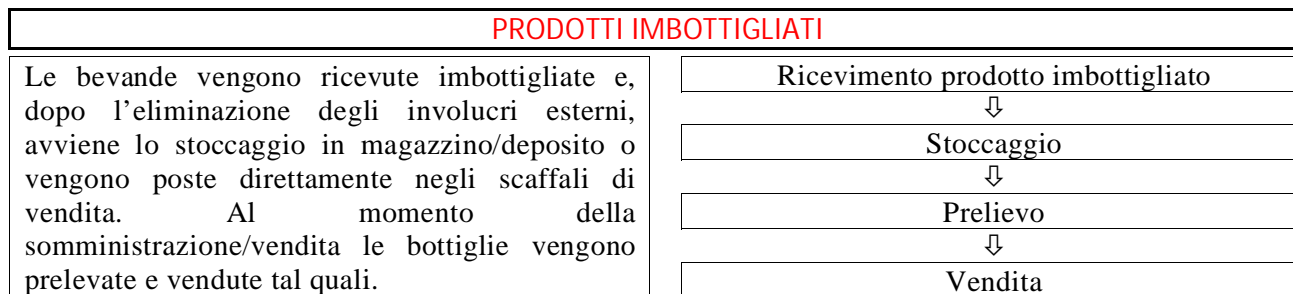 PRODOTTI IMBOTTIGLIATI
Le bevande vengono ricevute imbottigliate e,
dopo l’eliminazione degli involucri esterni,
avviene lo stoccaggio in magazzino/deposito o
vengono poste direttamente negli scaffali di
vendita. Al momento della
somministrazione/vendita le bottiglie vengono
prelevate e vendute tal quali.
Ricevimento prodotto imbottigliato
⇩
Stoccaggio
⇩
Prelievo
⇩
Vendita